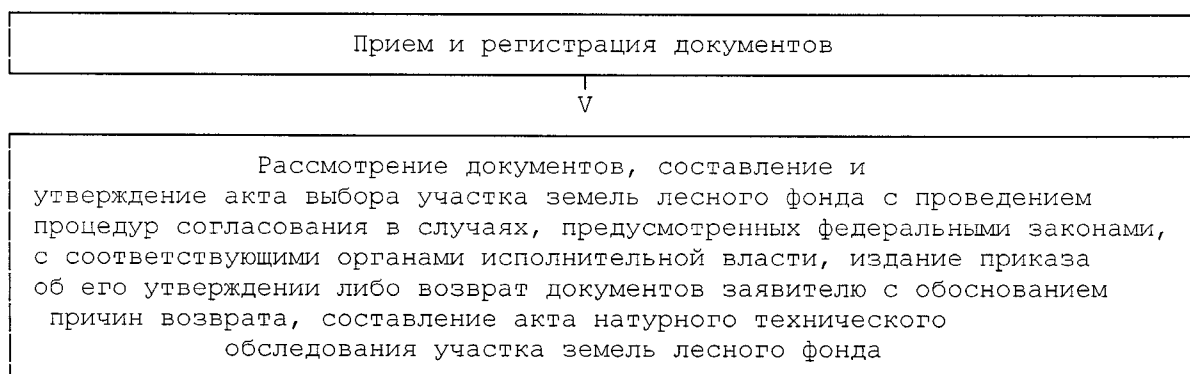 Прием и регистрация документов
V
Рассмотрение документов, составление и
утверждение акта выбора участка земель лесного фонда с проведением
процедур согласования в случаях, предусмотренных федеральными законами,
с соответствующими органами исполнительной власти, издание приказа
об его утверждении либо возврат документов заявителю с обоснованием
причин возврата, составление акта натурного технического
обследования участка земель лесного фонда